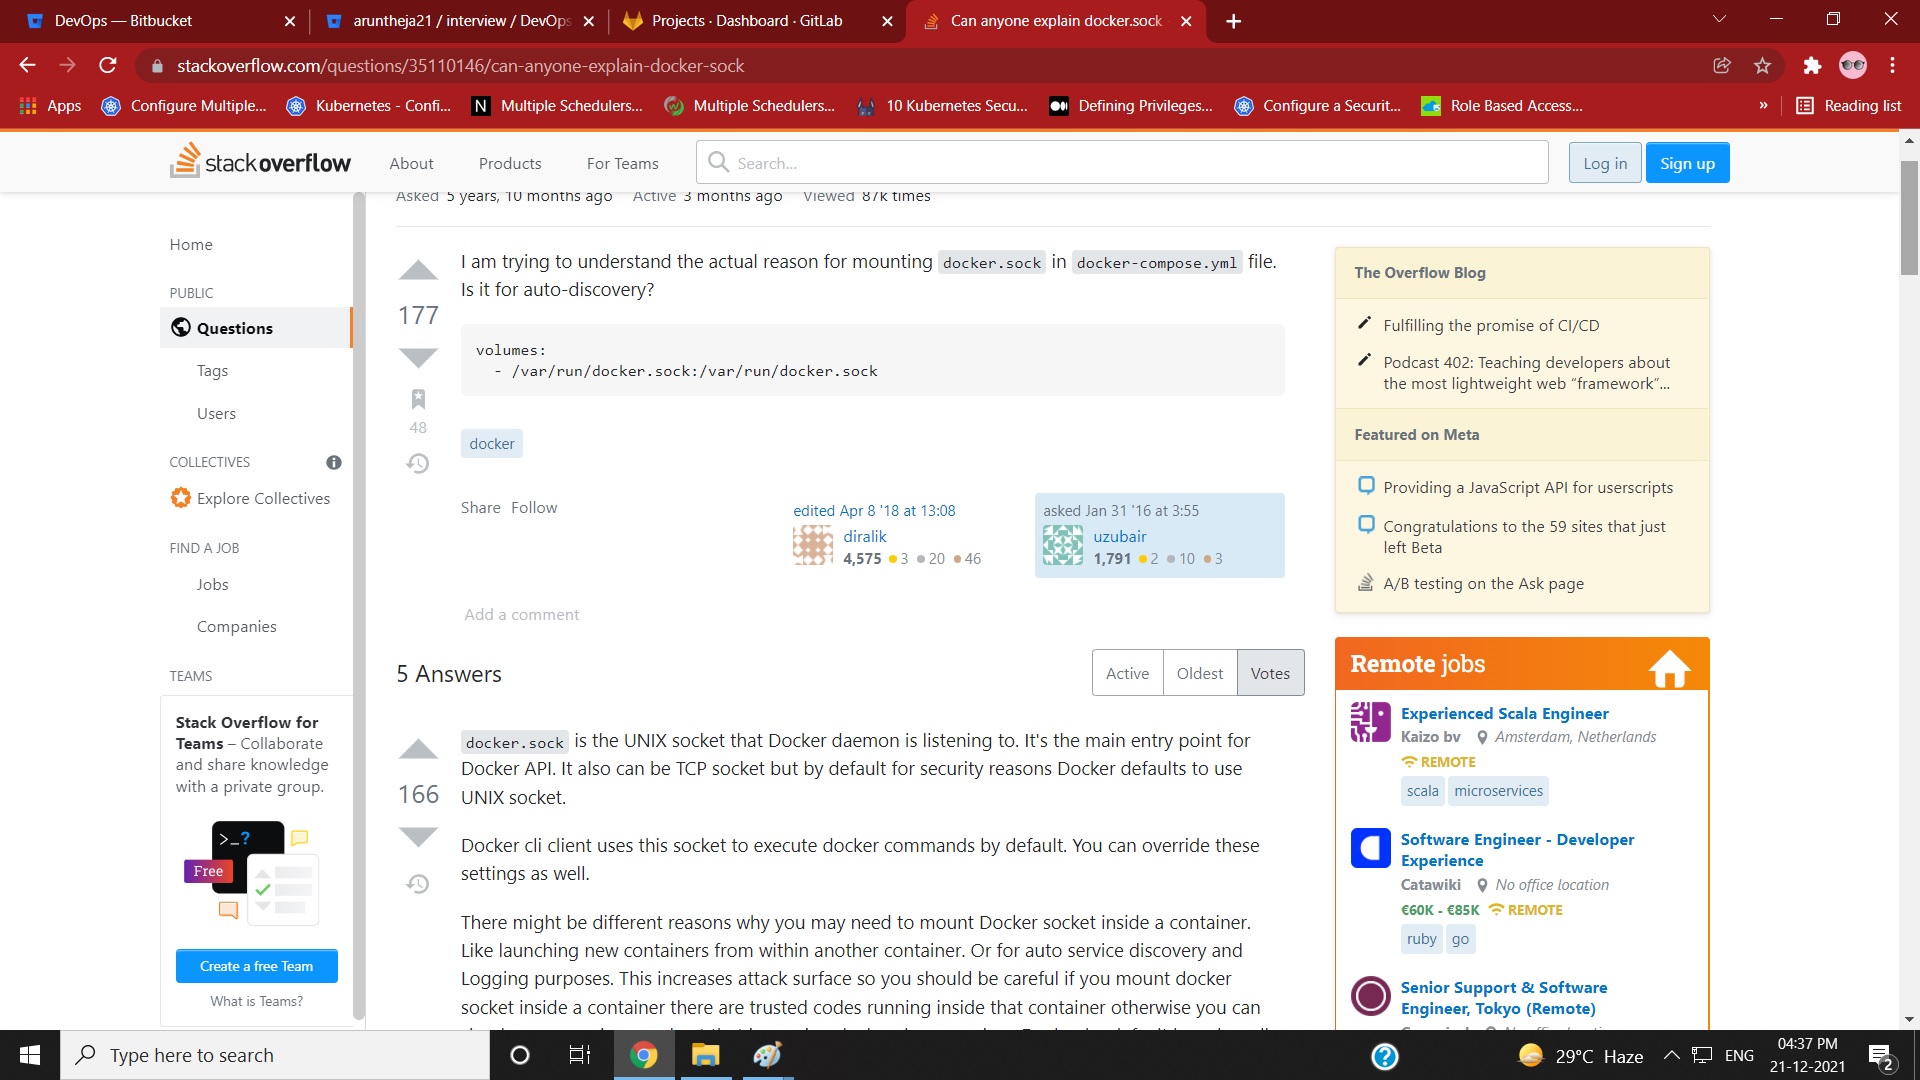 DevOps — Bitbucket
aruntheja21 / interview / DevOps
Projects · Dashboard · GitLab
Can anyone explain docker.sock
stackoverflow.com/questions/35110146/can-anyone-explain-docker-sock
Apps
Configure Multiple...
Kubernetes - Confi...
Multiple Schedulers...
Multiple Schedulers...
10 Kubernetes Secu...
Defining Privileges...
Configure a Securit...
Role Based Access...
»
Reading list
stackoverflow
About
Products
For Teams
Search...
Log in
Sign up
Asked 5 years, 10 months ago Active 3 months ago Viewed 87k times
Home
PUBLIC
Questions
Tags
Users
COLLECTIVES
Explore Collectives
FIND A JOB
Jobs
Companies
TEAMS
Stack Overflow for
Teams – Collaborate
and share knowledge
with a private group.
>_?
Free
Create a free Team
What is Teams?
177
48
I am trying to understand the actual reason for mounting docker.sock in docker-compose.yml file.
Is it for auto-discovery?
volumes:
- /var/run/docker.sock:/var/run/docker.sock
docker
Share Follow
edited Apr 8 '18 at 13:08
diralik
4,575 3 20 46
asked Jan 31 '16 at 3:55
uzubair
1,791 2 10 3
Add a comment
5 Answers
Active
Oldest
Votes
166
docker.sock is the UNIX socket that Docker daemon is listening to. It's the main entry point for
Docker API. It also can be TCP socket but by default for security reasons Docker defaults to use
UNIX socket.
Docker cli client uses this socket to execute docker commands by default. You can override these
settings as well.
There might be different reasons why you may need to mount Docker socket inside a container.
Like launching new containers from within another container. Or for auto service discovery and
Logging purposes. This increases attack surface so you should be careful if you mount docker
socket inside a container there are trusted codes running inside that container otherwise you can
The Overflow Blog
Fulfilling the promise of CI/CD
Podcast 402: Teaching developers about
the most lightweight web “framework”...
Featured on Meta
Providing a JavaScript API for userscripts
Congratulations to the 59 sites that just
left Beta
A/B testing on the Ask page
Remote jobs
Experienced Scala Engineer
Kaizo bv Amsterdam, Netherlands
REMOTE
scala microservices
Software Engineer - Developer
Experience
Catawiki No office location
€60K - €85K REMOTE
ruby go
Senior Support & Software
Engineer, Tokyo (Remote)
Type here to search
29°C Haze
ENG
04:37 PM
21-12-2021
2